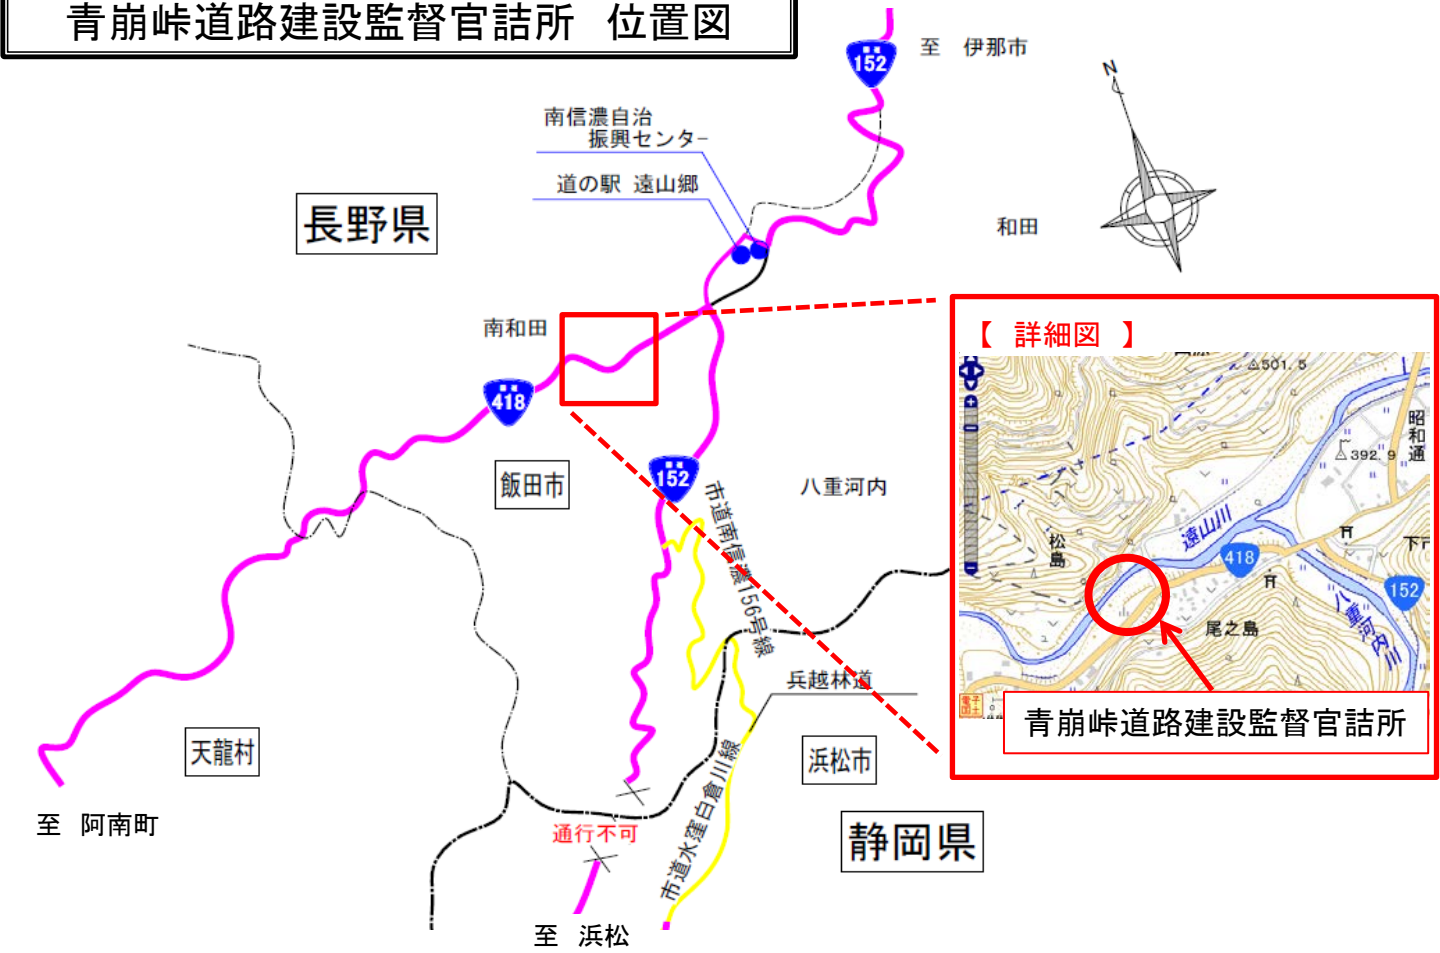 青崩峠道路建設監督官詰所 位置図
152
至 伊那市
N
南信濃自治
振興センター
道の駅 遠山郷
長野県
和田
南和田
418
飯田市
152
市道南信濃156号線
八重河内
兵越林道
天龍村
浜松市
市道水窪白倉川線
静岡県
至 阿南町
通行不可
至 浜松
【 詳細図 】
501.5
昭和通
392.9
遠山川
松島
418
152
尾之島
八重河内川
青崩峠道路建設監督官詰所